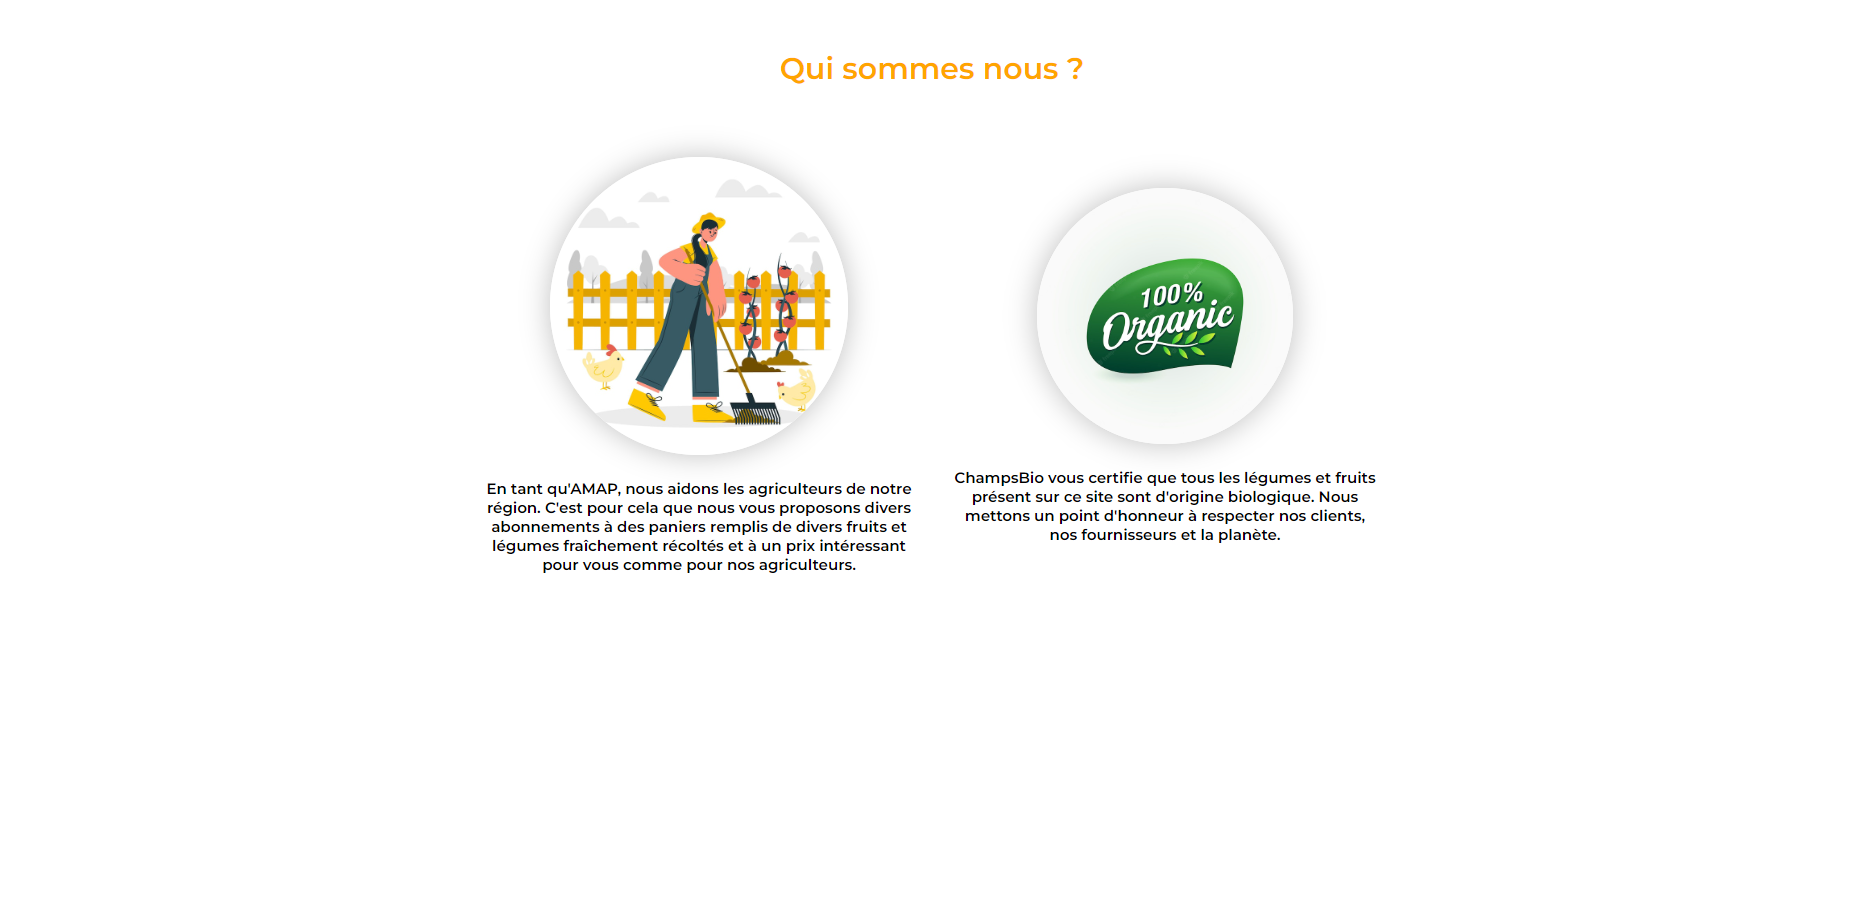 Qui sommes nous ?
100%
Organic
En tant qu'AMAP, nous aidons les agriculteurs de notre
région. C'est pour cela que nous vous proposons divers
abonnements à des paniers remplis de divers fruits et
légumes fraîchement récoltés et à un prix intéressant
pour vous comme pour nos agriculteurs.
ChampsBio vous certifie que tous les légumes et fruits
présent sur ce site sont d'origine biologique. Nous
mettons un point d'honneur à respecter nos clients,
nos fournisseurs et la planète.